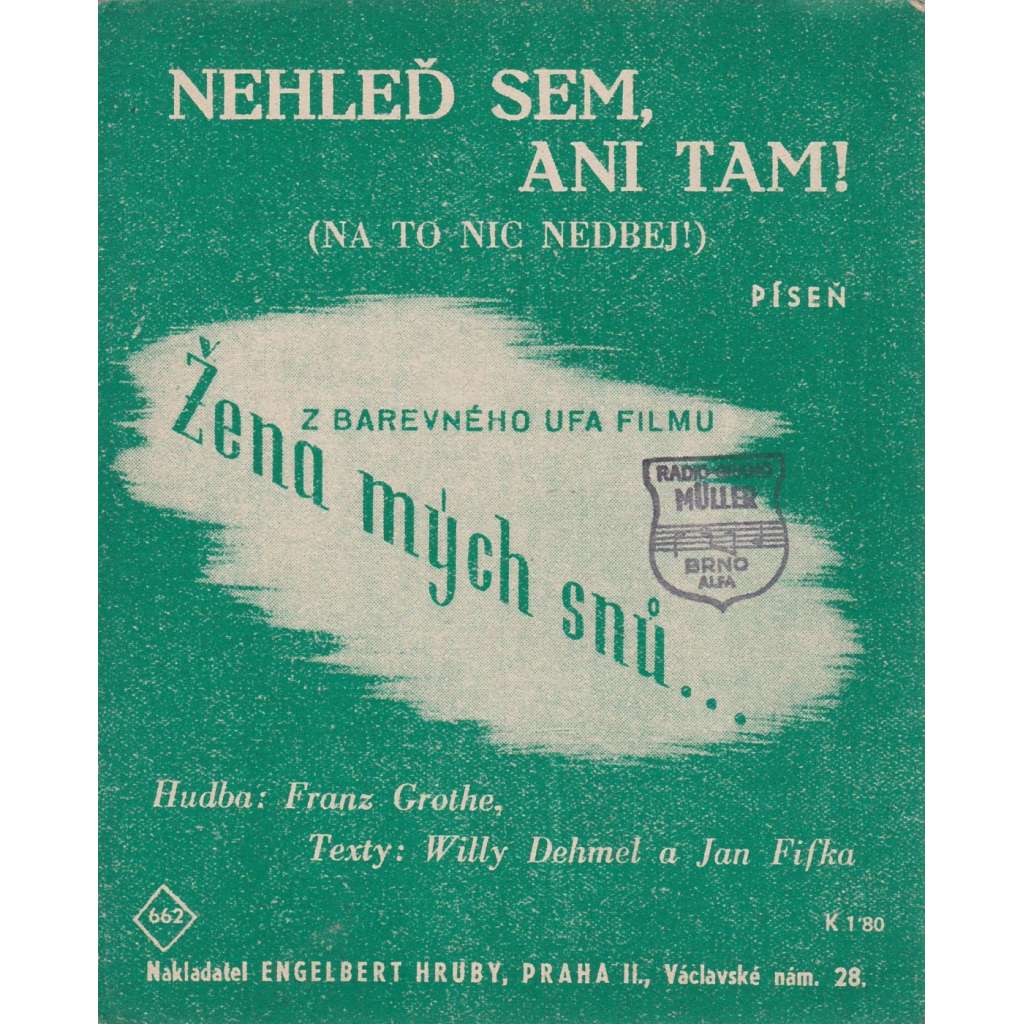 NEHLEĎ SEM,
ANI TAM!
(NA TO NIC NEDBEJ!)
PÍSEŇ
Z BAREVNÉHO UFA FILMU
Žena mých snů...
MÜLLER
BRNO
ALFA
Hudba: Franz Grothe,
Texty: Willy Dehmel a Jan Fifka
662
K 1'80
Nakladatel ENGELBERT HRUBY, PRAHA II., Václavské nám. 28.